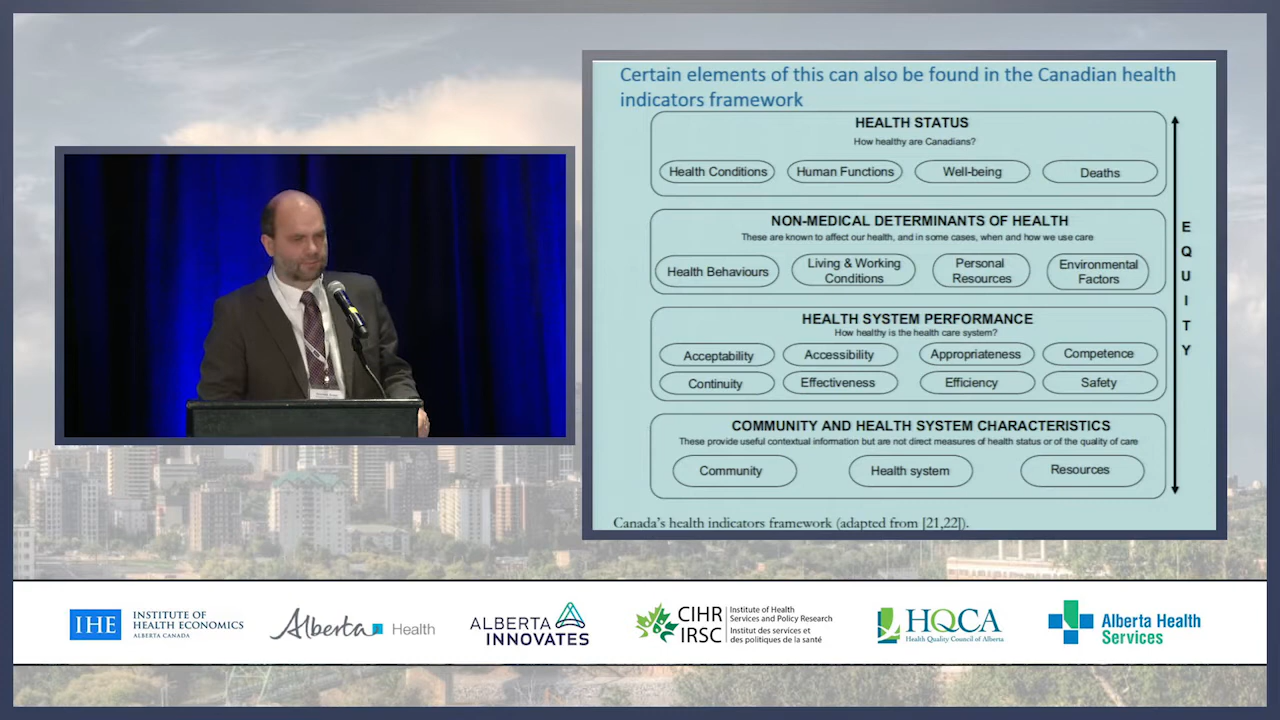 Certain elements of this can also be found in the Canadian health
indicators framework
HEALTH STATUS
How healthy are Canadians?
Health Conditions
Human Functions
Well-being
Deaths
NON-MEDICAL DETERMINANTS OF HEALTH
These are known to affect our health, and in some cases, when and how we use care
Health Behaviours
Living & Working
Conditions
Personal
Resources
Environmental
Factors
HEALTH SYSTEM PERFORMANCE
How healthy is the health care system?
Acceptability
Accessibility
Appropriateness
Competence
Continuity
Effectiveness
Efficiency
Safety
COMMUNITY AND HEALTH SYSTEM CHARACTERISTICS
These provide useful contextual information but are not direct measures of health status or of the quality of care
Community
Health system
Resources
E
Q
U
I
T
Y
Canada's health indicators framework (adapted from [21,22]).
IHE
INSTITUTE OF
HEALTH ECONOMICS
ALBERTA CANADA
Alberta Health
ALBERTA
INNOVATES
CIHR
IRSC
Institute of Health
Services and Policy Research
Institut des services et
des politiques de la santé
HQCA
Health Quality Council of Alberta
Alberta Health
Services